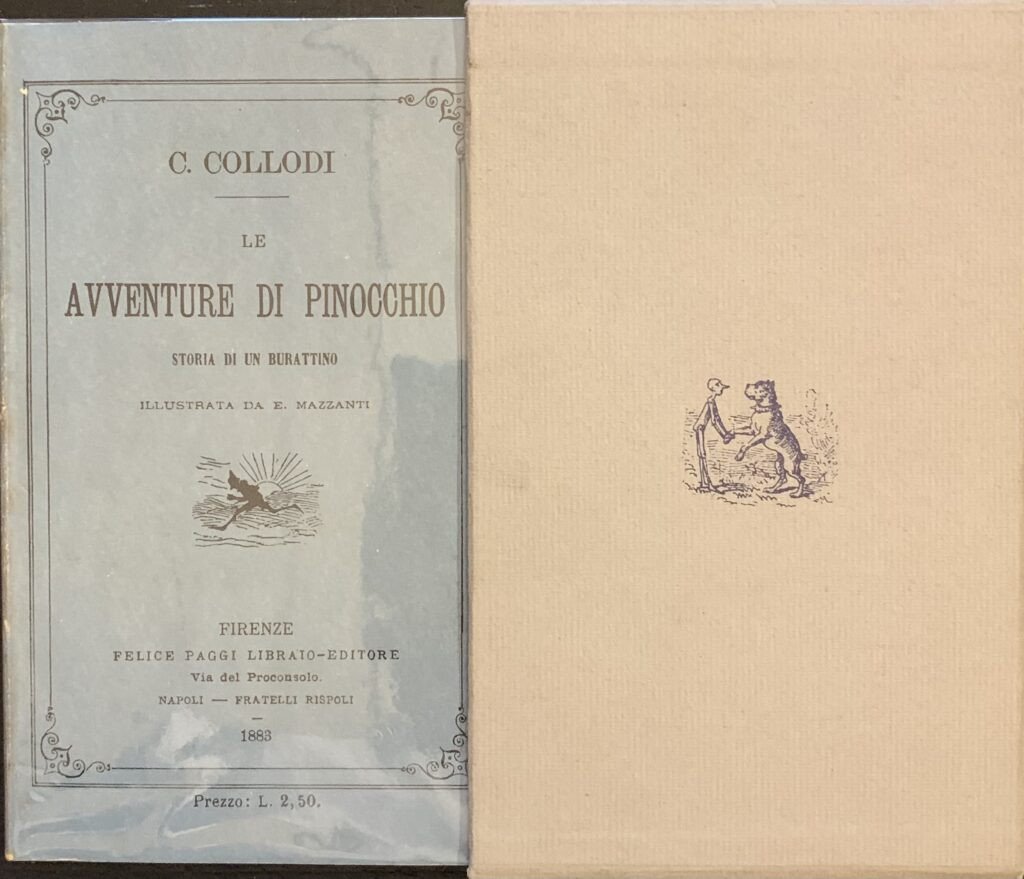 C. COLLODI
LE
AVVENTURE DI PINOCCHIO
STORIA DI UN BURATTINO
ILLUSTRATA DA E. MAZZANTI
FIRENZE
FELICE PAGGI LIBRAIO-EDITORE
Via del Proconsolo.
NAPOLI — FRATELLI RISPOLI
1883
Prezzo: L. 2,50.